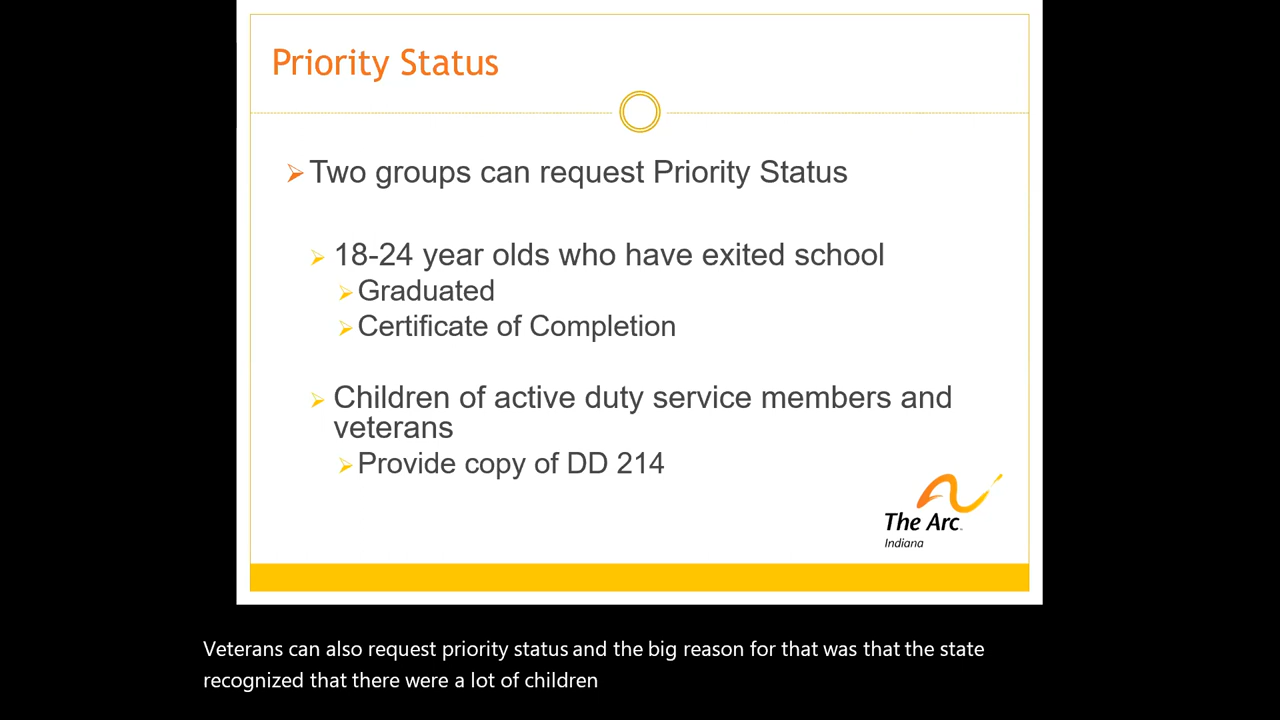 Priority Status
Two groups can request Priority Status
18-24 year olds who have exited school
Graduated
Certificate of Completion
Children of active duty service members and
veterans
Provide copy of DD 214
The Arc
Indiana
Veterans can also request priority status and the big reason for that was that the state
recognized that there were a lot of children